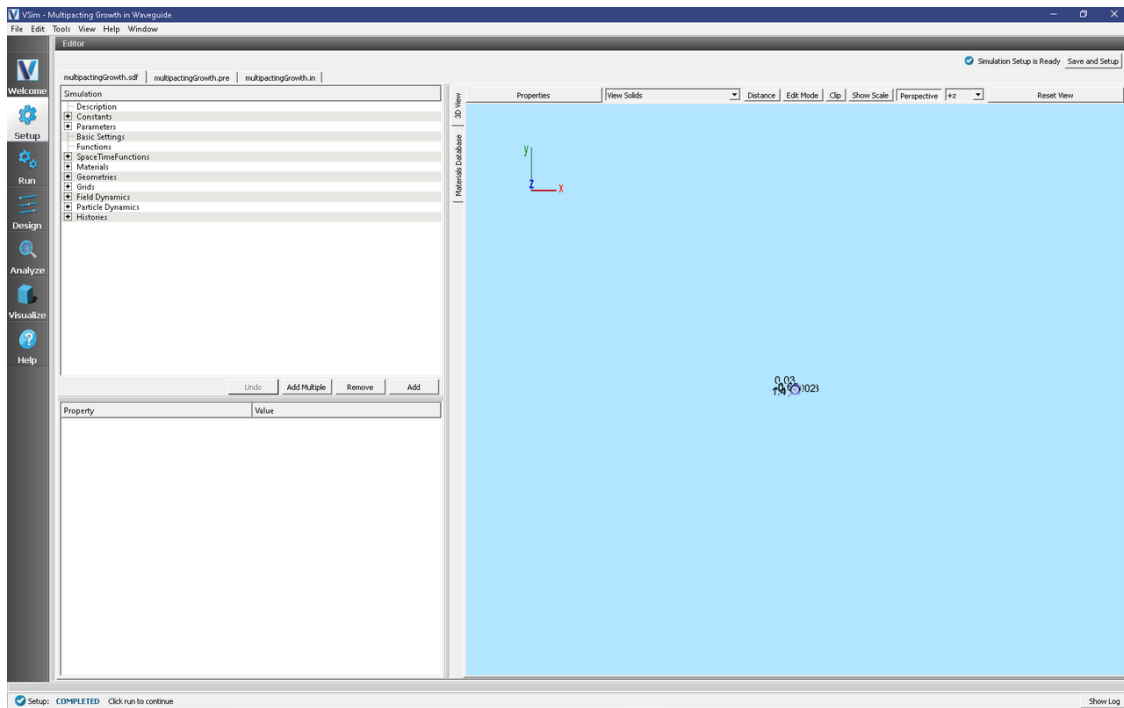 VSim - Multipacting Growth in Waveguide
File Edit Tools View Help Window
Editor
Simulation Setup is Ready Save and Setup
multipactingGrowth.sdf multipactingGrowth.pre multipactingGrowth.in
Welcome
Setup
Run
Design
Analyze
Visualize
Help
Simulation
Description
Constants
Parameters
Basic Settings
Functions
SpaceTimeFunctions
Materials
Geometries
Grids
Field Dynamics
Particle Dynamics
Histories
Undo Add Multiple Remove Add
Property Value
3D View
Materials Database
Properties View Solids Distance Edit Mode Clip Show Scale Perspective +z Reset View
y
z x
0.03
Setup: COMPLETED Click run to continue
Show Log